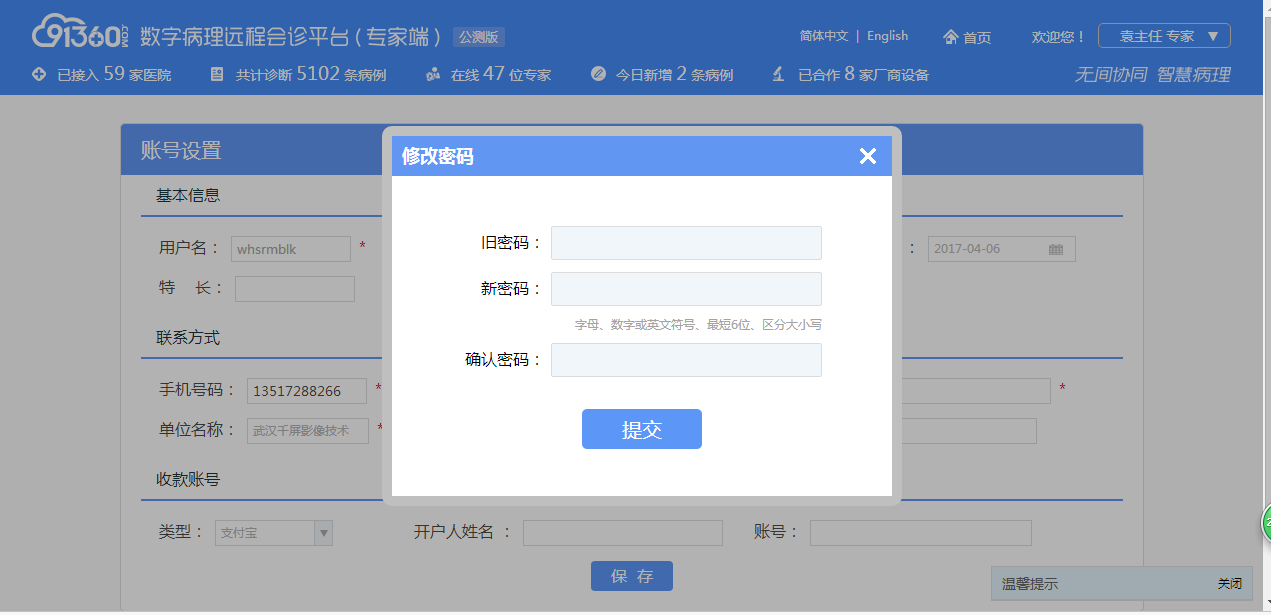 91360.COM 数字病理远程会诊平台(专家端) 公测版
简体中文 | English 首页 欢迎您！ 袁主任 专家 ▼
已接入 59 家医院 共计诊断 5102 条病例 在线 47 位专家 今日新增 2 条病例 已合作 8 家厂商设备 无间协同 智慧病理
账号设置
修改密码
基本信息
用户名： whsrmblk * ： 2017-04-06
特 长：
旧密码：
新密码：
字母、数字或英文符号、最短6位、区分大小写
确认密码：
提交
联系方式
手机号码： 13517288266 * *
单位名称： 武汉千屏影像技术 *
收款账号
类型： 支付宝 开户人姓名 ： 账号：
保 存
温馨提示 关闭
2